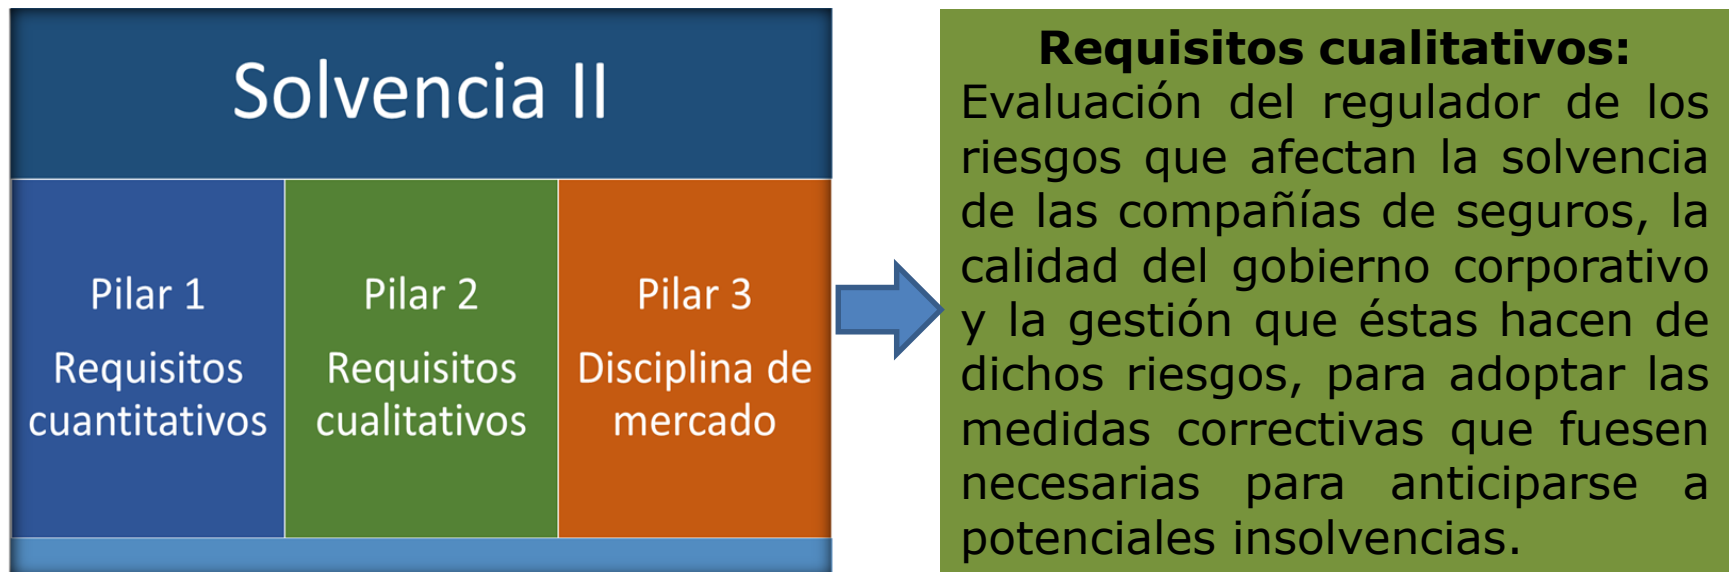 Solvencia II
Pilar 1
Requisitos
cuantitativos
Pilar 2
Requisitos
cualitativos
Pilar 3
Disciplina de
mercado
Requisitos cualitativos:
Evaluación del regulador de los
riesgos que afectan la solvencia
de las compañías de seguros, la
calidad del gobierno corporativo
y la gestión que éstas hacen de
dichos riesgos, para adoptar las
medidas correctivas que fuesen
necesarias para anticiparse a
potenciales insolvencias.